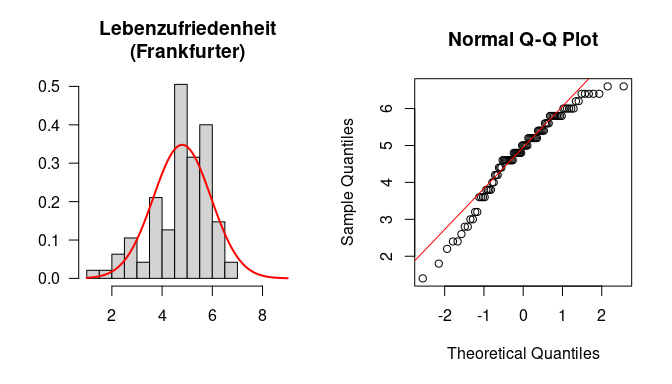 Lebenzufriedenheit
(Frankfurter)
0.5
0.4
0.3
0.2
0.1
0.0
2 4 6 8
Normal Q-Q Plot
Sample Quantiles
6
5
4
3
2
-2 -1 0 1 2
Theoretical Quantiles